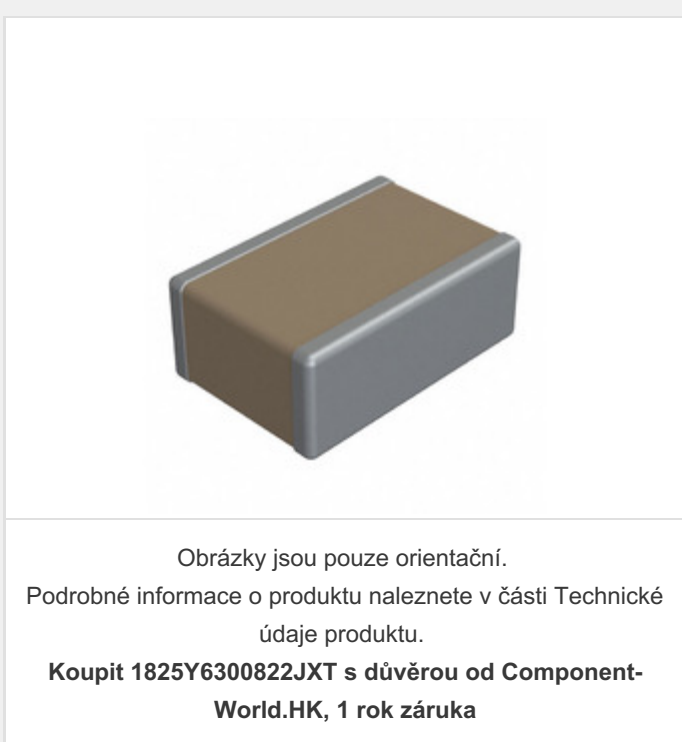 Obrázky jsou pouze orientační.
Podrobné informace o produktu naleznete v části Technické
údaje produktu.
Koupit 1825Y6300822JXT s důvěrou od Component-
World.HK, 1 rok záruka